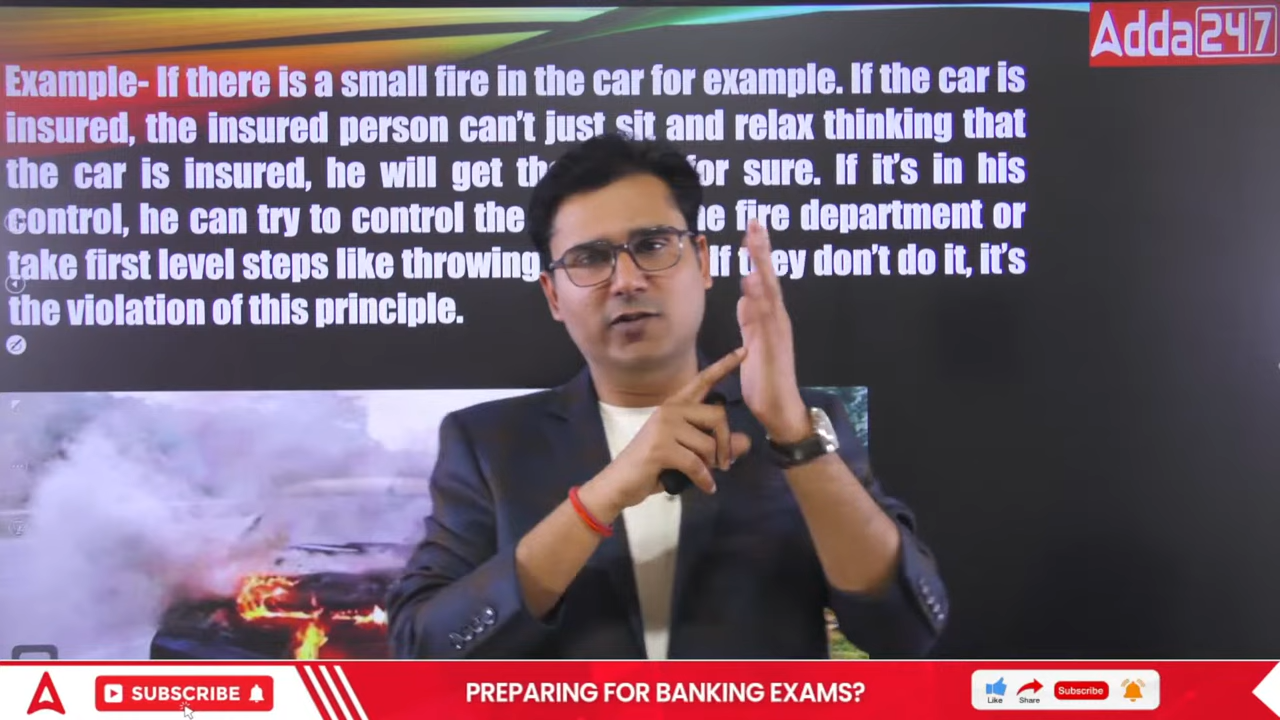 Adda247
Example- If there is a small fire in the car for example. If the car is
insured, the insured person can't just sit and relax thinking that
the car is insured, he will get the for sure. If it's in his
control, he can try to control the fire department or
take first level steps like throwing If they don't do it, it's
the violation of this principle.
SUBSCRIBE
PREPARING FOR BANKING EXAMS?
Like
Share
Subscribe